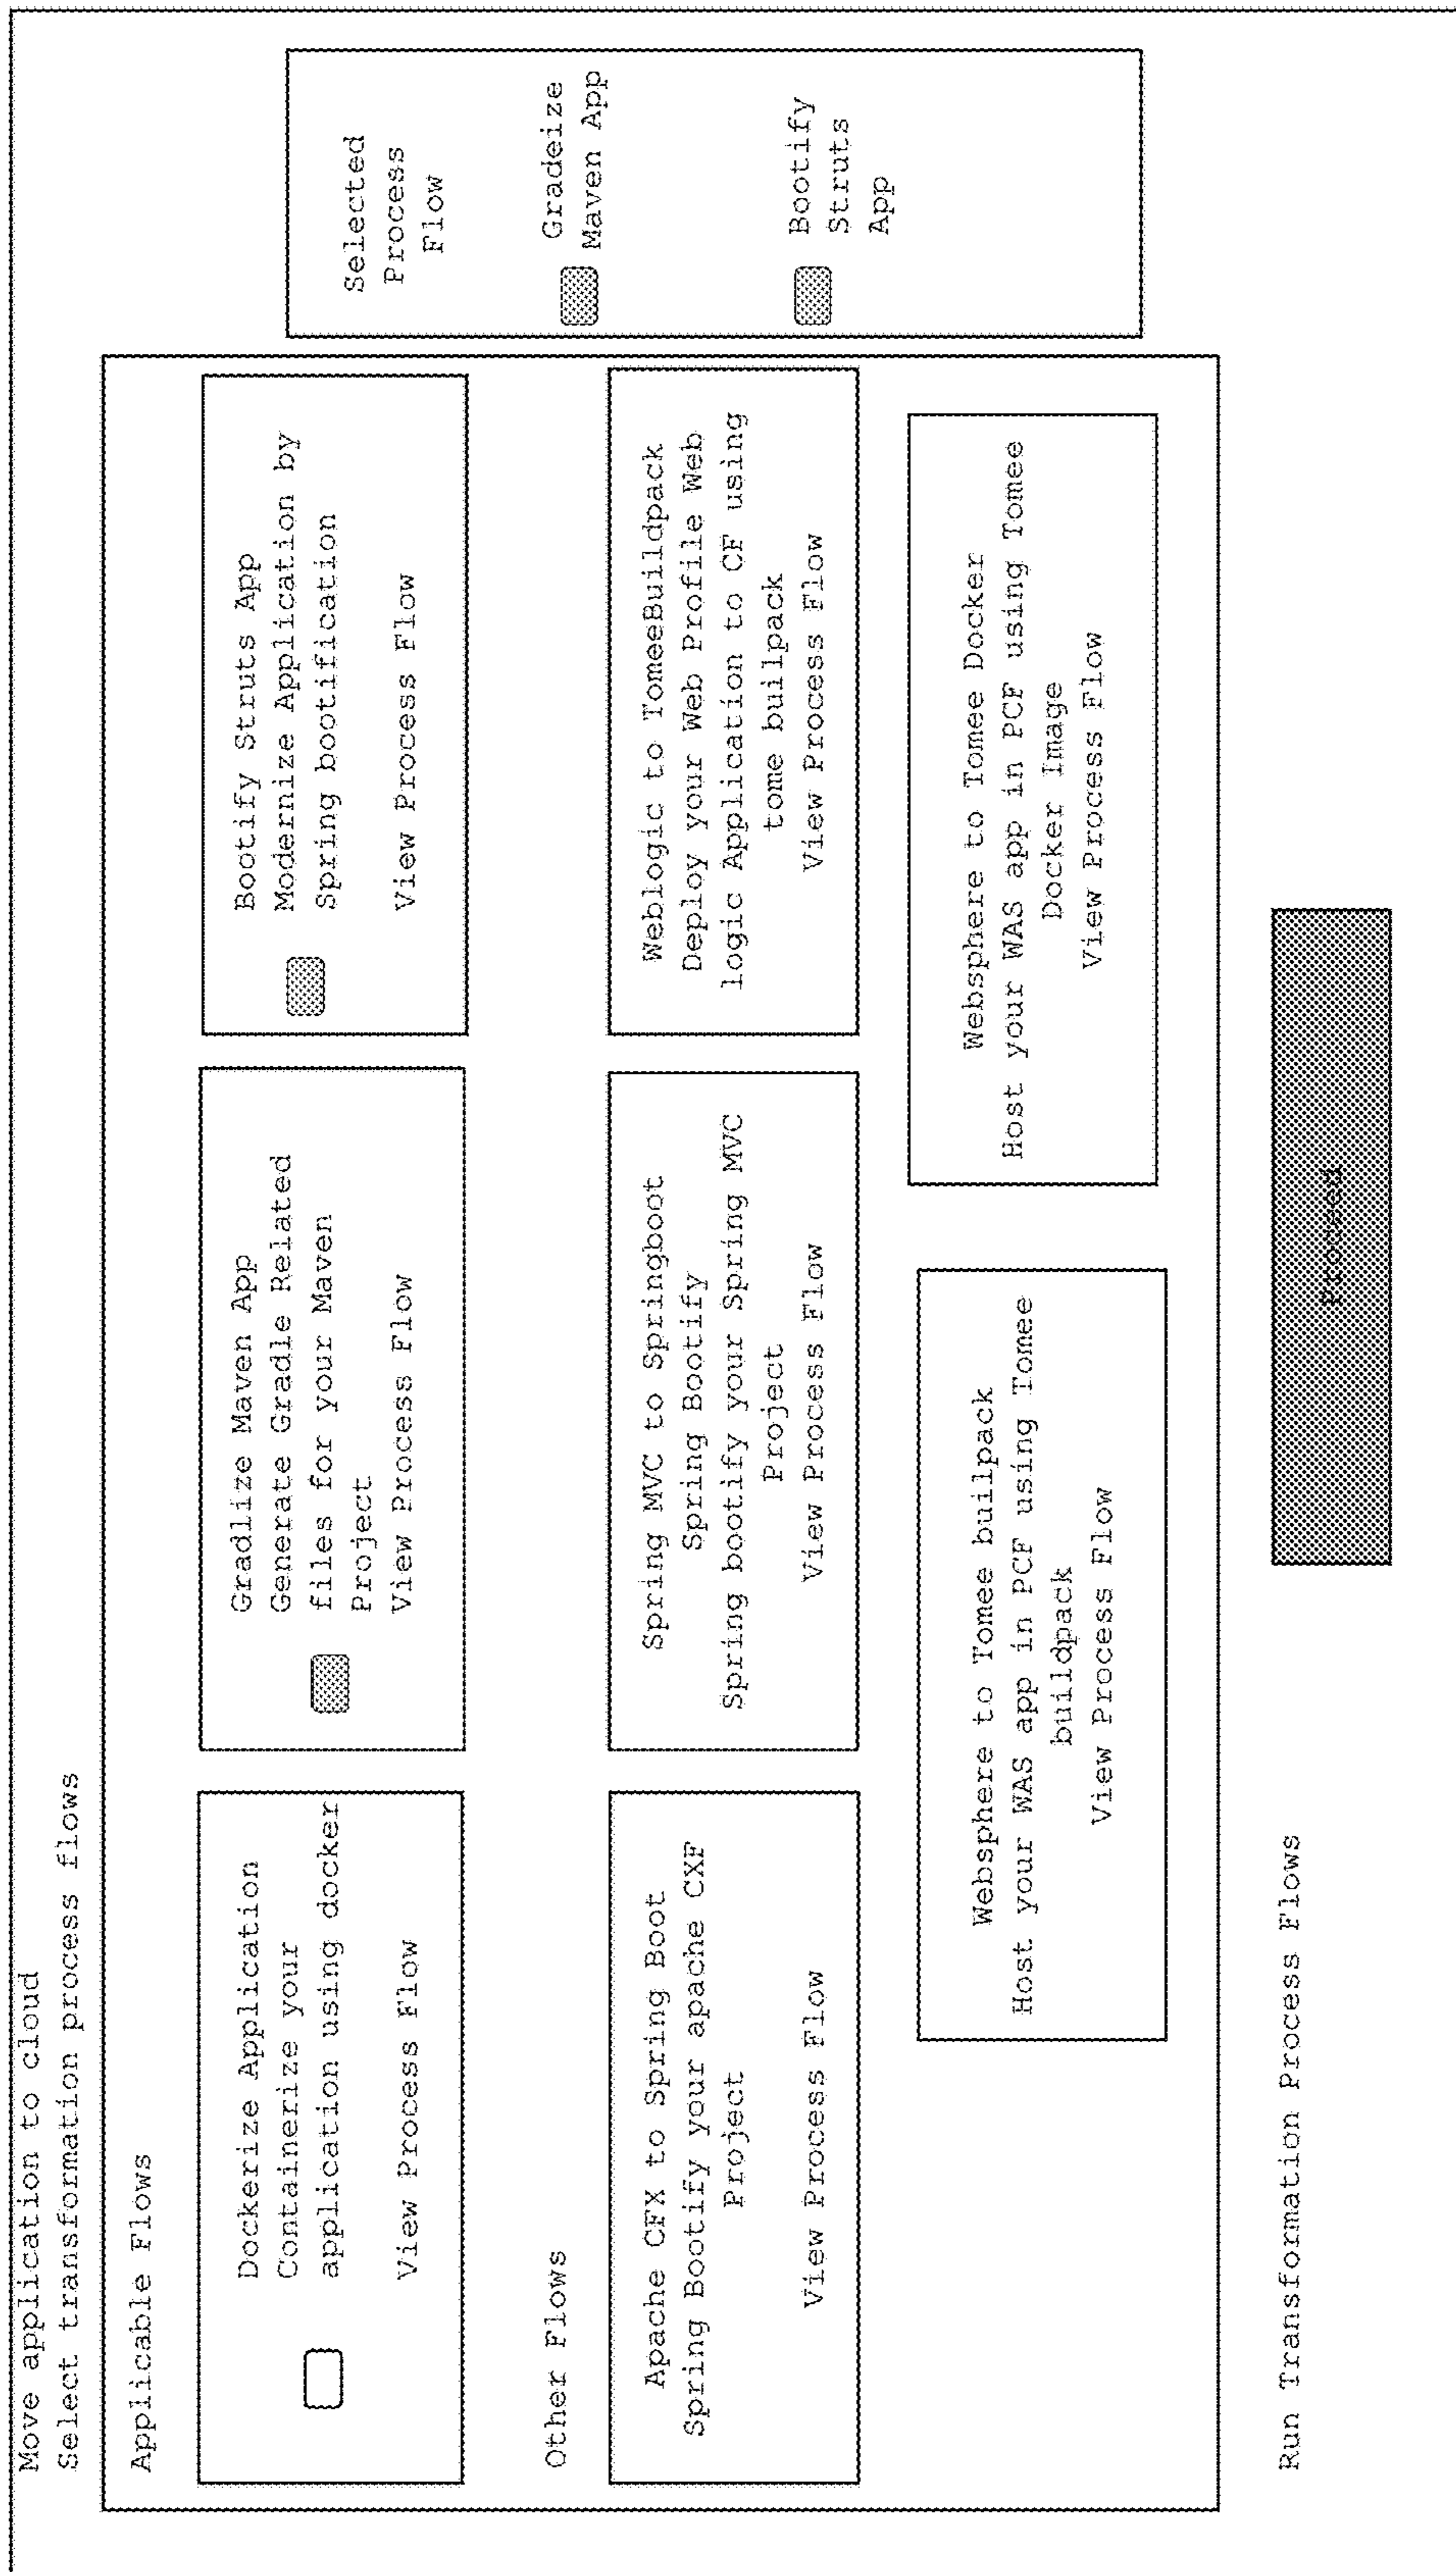 Move application to cloud
Select transformation process flows
Applicable Flows
Dockerize Application
Containerize your
application using docker
View Process Flow
Gradlize Maven App
Generate Gradle Related
files for your Maven
Project
View Process Flow
Bootify Struts App
Modernize Application by
Spring bootification
View Process Flow
Other Flows
Apache CFX to Spring Boot
Spring Bootify your apache CXF
Project
View Process Flow
Spring MVC to Springboot
Spring Bootify
Spring bootify your Spring MVC
Project
View Process Flow
Weblogic to TomeeBuildpack
Deploy your Web Profile Web
logic Application to CF using
tome builpack
View Process Flow
Websphere to Tomee builpack
Host your WAS app in PCF using Tomee
buildpack
View Process Flow
Websphere to Tomee Docker
Host your WAS app in PCF using Tomee
Docker Image
View Process Flow
Selected
Process
Flow
Gradeize
Maven App
Bootify
Struts
App
Run Transformation Process Flows
Proceed